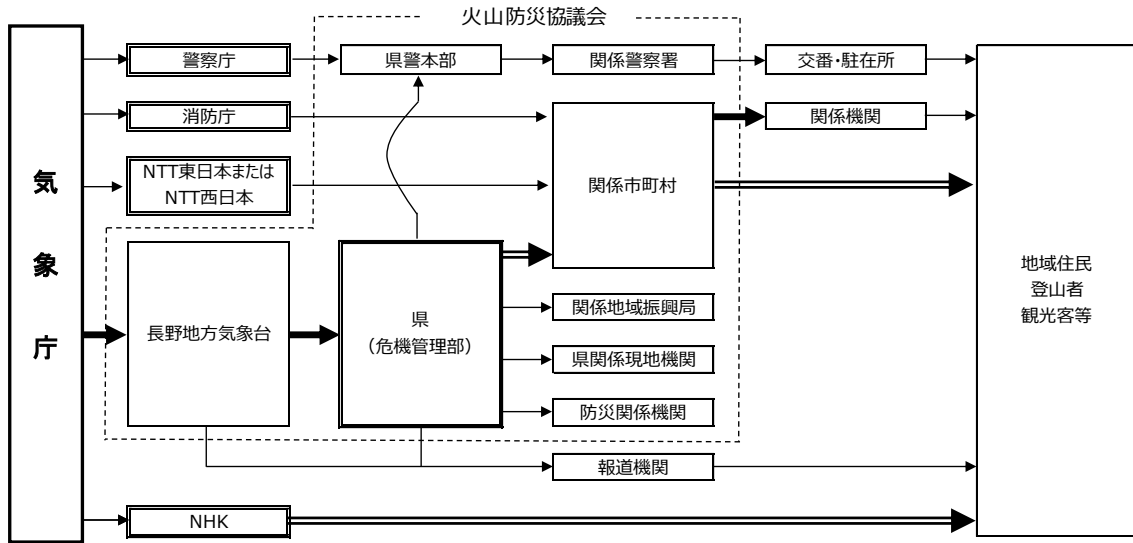 火山防災協議会
気
象
庁
警察庁
県警本部
関係警察署
交番・駐在所
消防庁
関係機関
NTT東日本または
NTT西日本
関係市町村
長野地方気象台
県
（危機管理部）
関係地域振興局
県関係現地機関
防災関係機関
報道機関
NHK
地域住民
登山者
観光客等